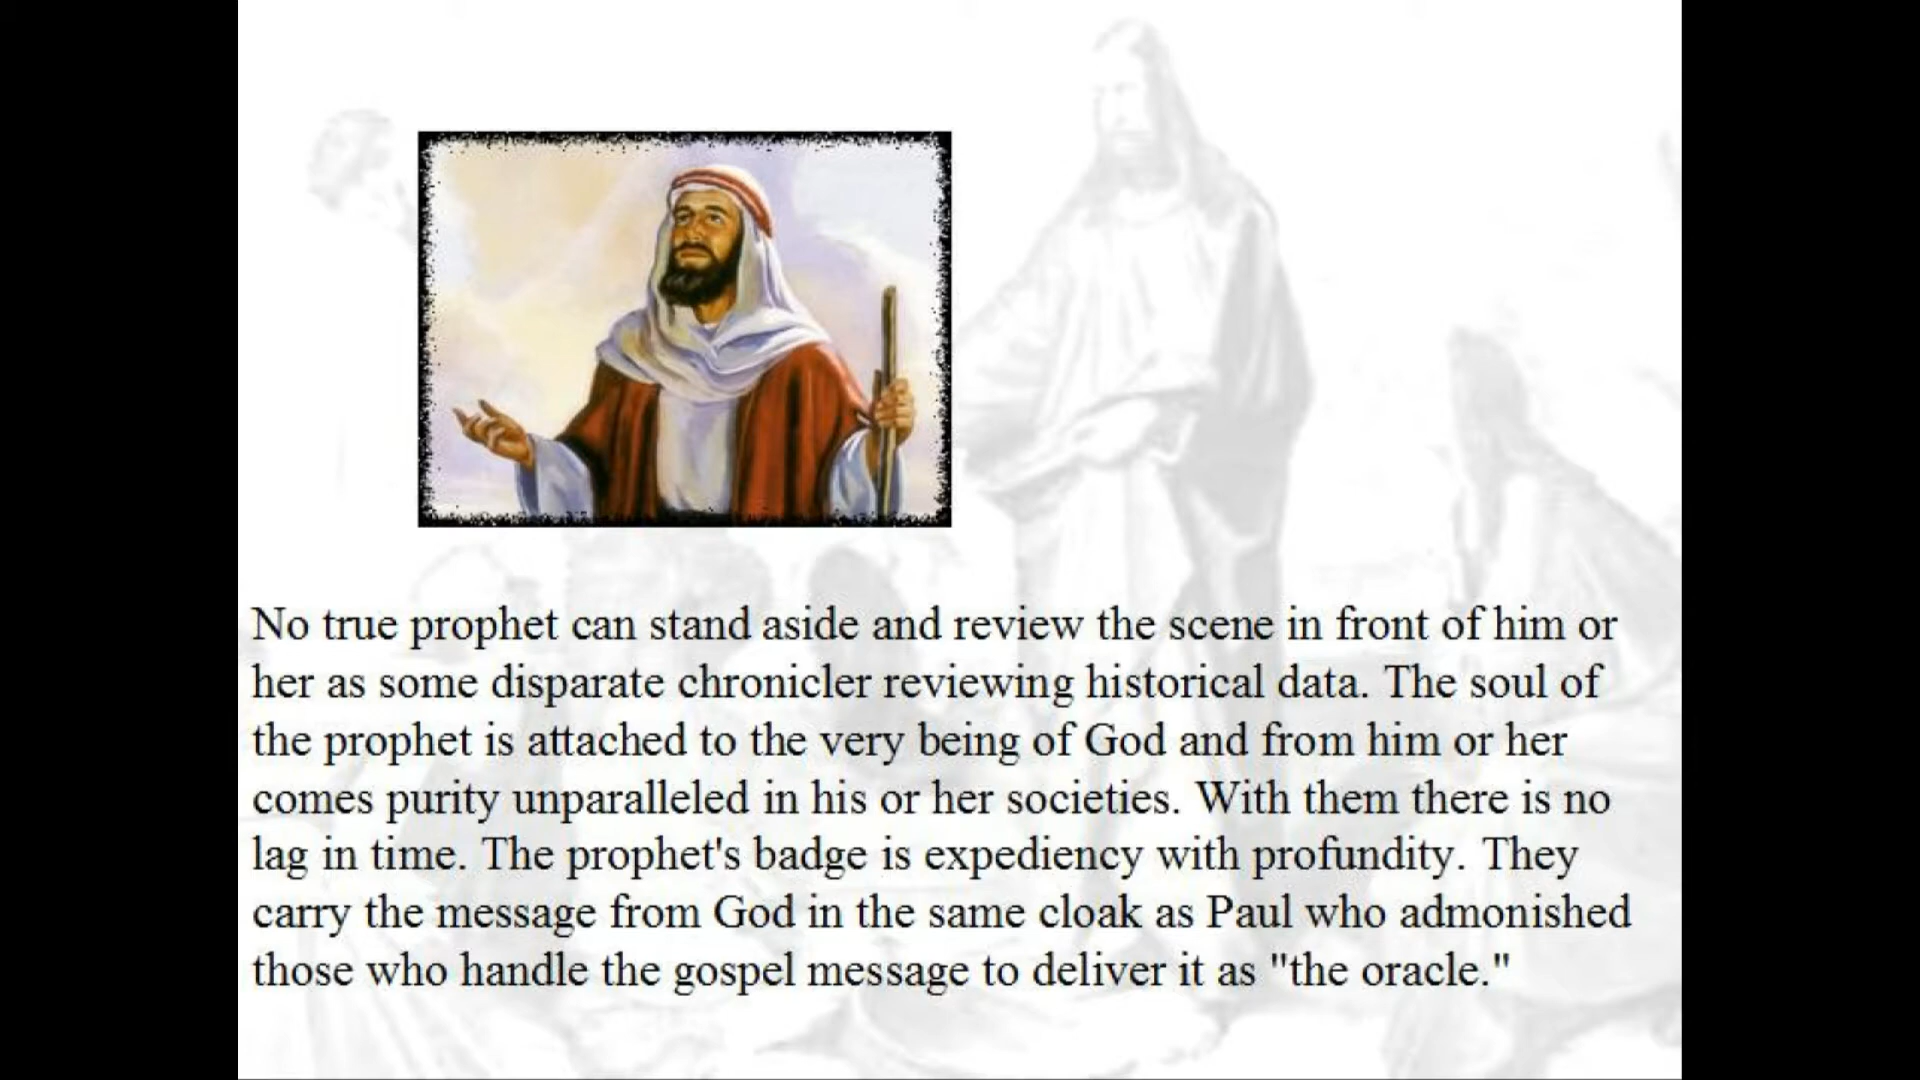 No true prophet can stand aside and review the scene in front of him or
her as some disparate chronicler reviewing historical data. The soul of
the prophet is attached to the very being of God and from him or her
comes purity unparalleled in his or her societies. With them there is no
lag in time. The prophet's badge is expediency with profundity. They
carry the message from God in the same cloak as Paul who admonished
those who handle the gospel message to deliver it as "the oracle."